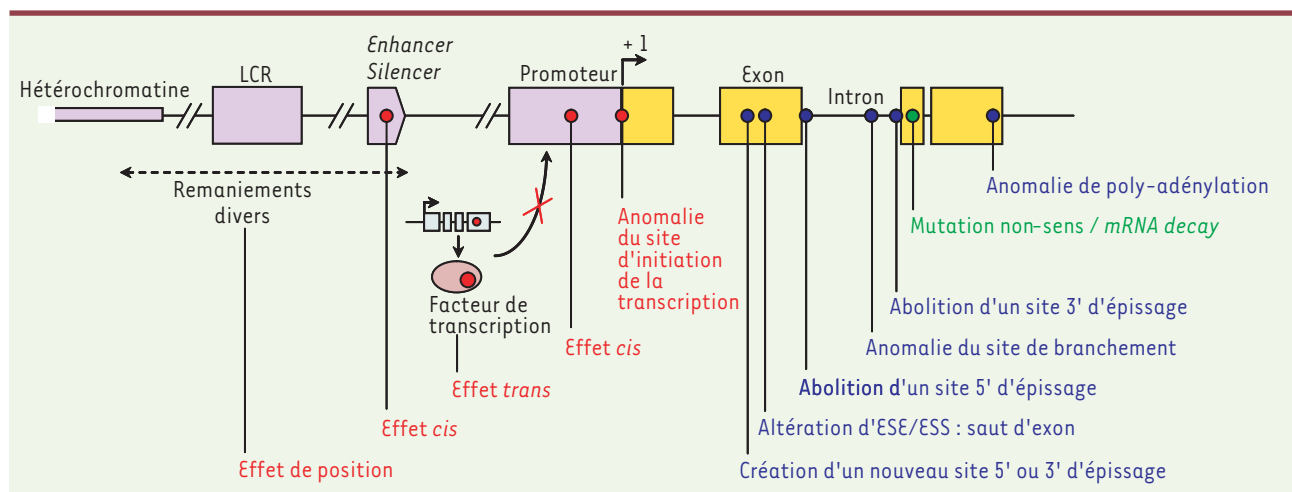 + 1
Enhancer
Silencer
LCR
Promoteur
Exon
Hétérochromatine
Intron
Remaniements
divers
Anomalie de poly-adénylation
Anomalie
du site
d'initiation
de la
transcription
Mutation non-sens / mRNA decay
Facteur de
transcription
Abolition d'un site 3' d'épissage
Effet cis
Anomalie du site de branchement
Effet trans
Abolition d'un site 5' d'épissage
Effet cis
Altération d'ESE/ESS : saut d'exon
Effet de position
Création d'un nouveau site 5' ou 3' d'épissage